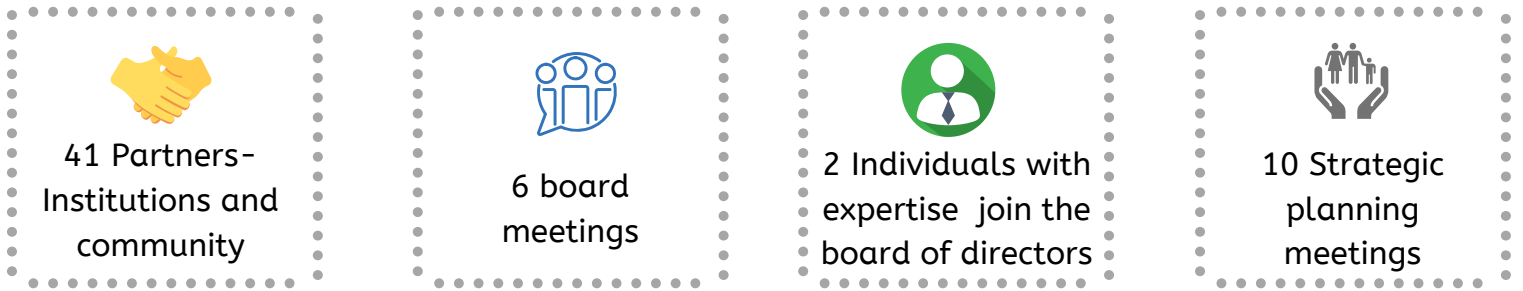 41 Partners-
Institutions and
community
6 board
meetings
2 Individuals with
expertise  join the
board of directors
10 Strategic
planning
meetings